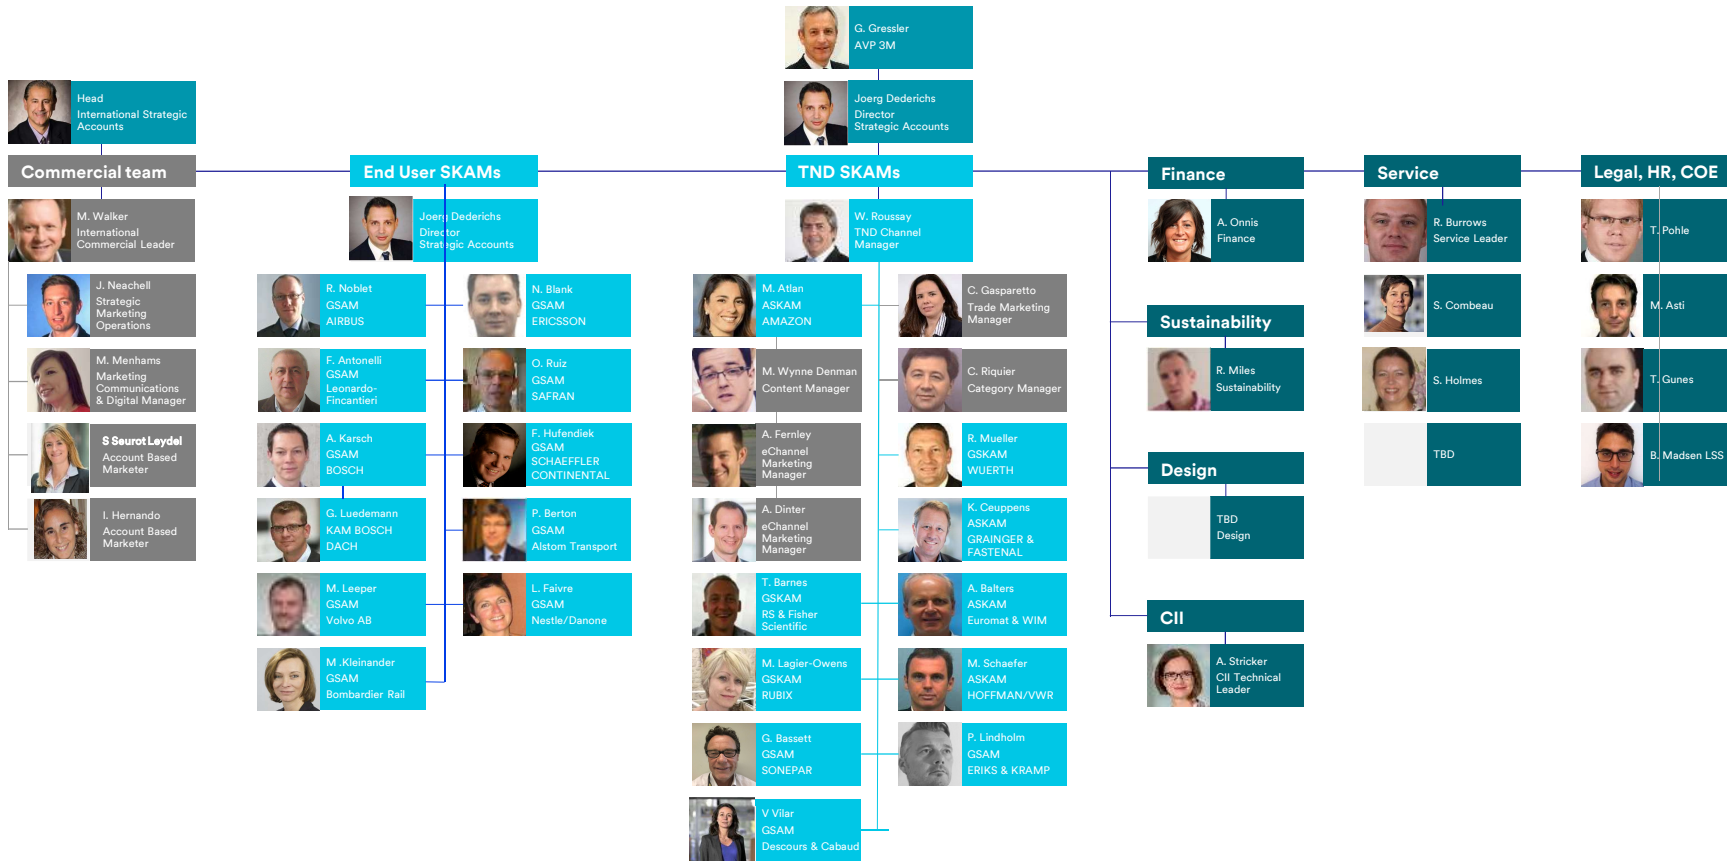 G. Gressler
AVP 3M
Head
International Strategic
Accounts
Joerg Dederichs
Director
Strategic Accounts
Commercial team
End User SKAMs
TND SKAMs
Finance
Service
Legal, HR, COE
M. Walker
International
Commercial Leader
Joerg Dederichs
Director
Strategic Accounts
W. Roussay
TND Channel
Manager
A. Onnis
Finance
R. Burrows
Service Leader
T. Pohle
J. Neachell
Strategic
Marketing
Operations
R. Noblet
GSAM
AIRBUS
N. Blank
GSAM
ERICSSON
M. Atlan
ASKAM
AMAZON
C. Gasparetto
Trade Marketing
Manager
Sustainability
S. Combeau
M. Asti
M. Menhams
Marketing
Communications
& Digital Manager
F. Antonelli
GSAM
Leonardo-
Fincantieri
O. Ruiz
GSAM
SAFRAN
M. Wynne Denman
Content Manager
C. Riquier
Category Manager
R. Miles
Sustainability
S. Holmes
T. Gunes
S Seurot Leydel
Account Based
Marketer
A. Karsch
GSAM
BOSCH
F. Hufendiek
GSAM
SCHAEFFLER
CONTINENTAL
A. Fernley
eChannel
Marketing
Manager
R. Mueller
GSKAM
WUERTH
Design
TBD
B. Madsen LSS
I. Hernando
Account Based
Marketer
G. Luedemann
KAM BOSCH
DACH
P. Berton
GSAM
Alstom Transport
A. Dinter
eChannel
Marketing
Manager
K. Ceuppens
ASKAM
GRAINGER &
FASTENAL
TBD
Design
M. Leeper
GSAM
Volvo AB
L. Faivre
GSAM
Nestle/Danone
T. Barnes
GSKAM
RS & Fisher
Scientific
A. Balters
ASKAM
Euromat & WIM
CII
M .Kleinander
GSAM
Bombardier Rail
M. Lagier-Owens
GSKAM
RUBIX
M. Schaefer
ASKAM
HOFFMAN/VWR
A. Stricker
CII Technical
Leader
G. Bassett
GSAM
SONEPAR
P. Lindholm
GSAM
ERIKS & KRAMP
V Vilar
GSAM
Descours & Cabaud